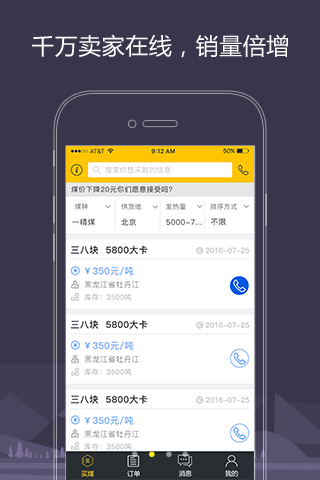 千万卖家在线，销量倍增
AT&T 9:12 AM 50%
搜索你想采购的信息
煤价下降20元你们愿意接受吗?
煤种 供货地 发热量 排序方式
一精煤 北京 5000-7... 不限
三八块 5800大卡 2016-07-25
¥350元/吨
黑龙江省牡丹江
库存：3500吨
三八块 5800大卡 2016-07-25
¥350元/吨
黑龙江省牡丹江
库存：3500吨
三八块 5800大卡 2016-07-25
¥350元/吨
黑龙江省牡丹江
库存：3500吨
买煤 订单 消息 我的